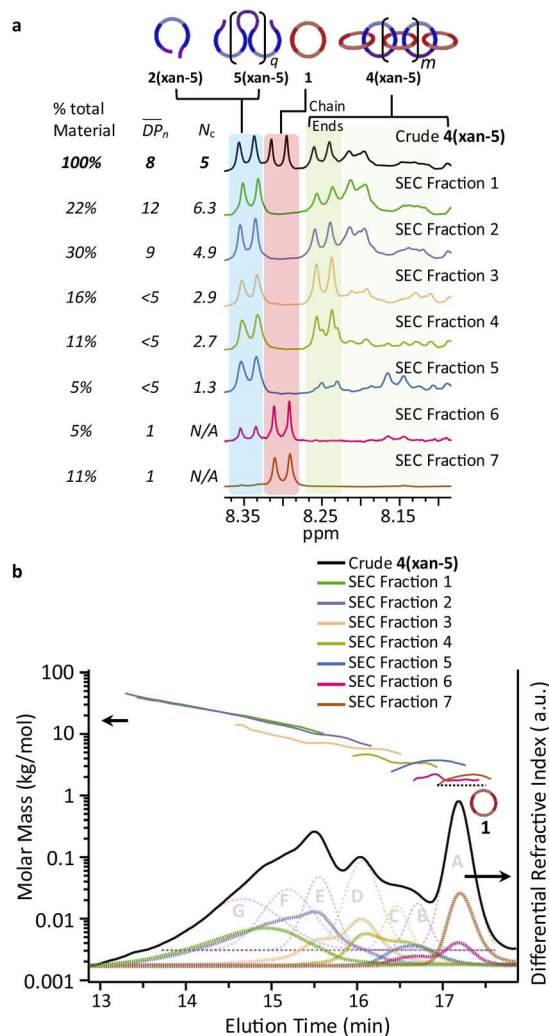 a
q
m
2(xan-5)
5(xan-5)
1
4(xan-5)
% total
Material
DPn
Nc
Chain
Ends
100%
8
5
Crude 4(xan-5)
22%
12
6.3
SEC Fraction 1
30%
9
4.9
SEC Fraction 2
16%
<5
2.9
SEC Fraction 3
11%
<5
2.7
SEC Fraction 4
5%
<5
1.3
SEC Fraction 5
5%
1
N/A
SEC Fraction 6
11%
1
N/A
SEC Fraction 7
8.35
8.25
8.15
ppm
b
Crude 4(xan-5)
SEC Fraction 1
SEC Fraction 2
SEC Fraction 3
SEC Fraction 4
SEC Fraction 5
SEC Fraction 6
SEC Fraction 7
Molar Mass (kg/mol)
100
10
1
0.1
0.01
0.001
1
G
F
E
D
C
B
A
Differential Refractive Index ( a.u.)
13
14
15
16
17
Elution Time (min)